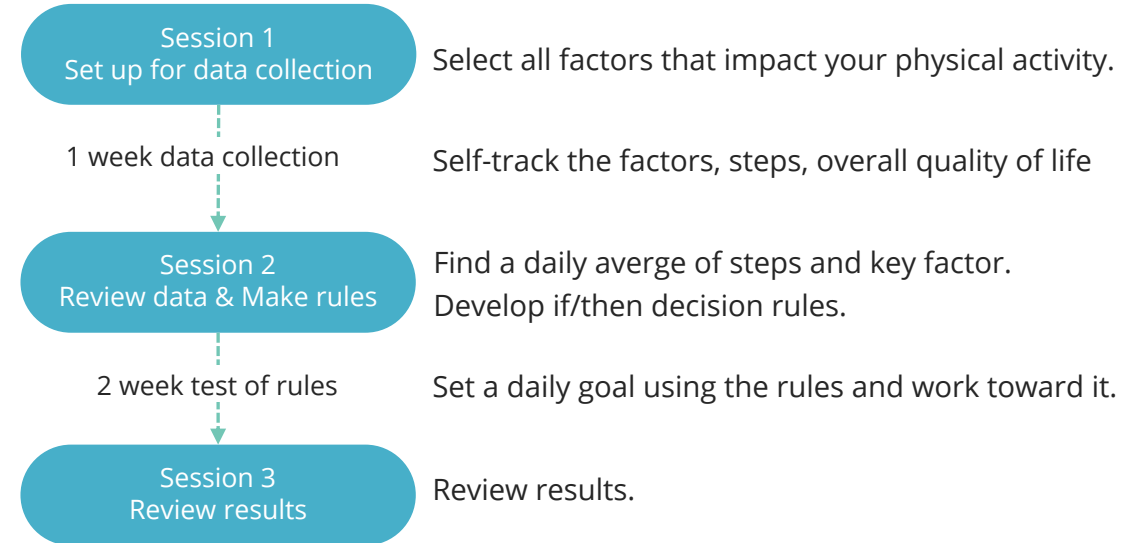 Session 1
Set up for data collection
Select all factors that impact your physical activity.
1 week data collection
Self-track the factors, steps, overall quality of life
Session 2
Review data & Make rules
Find a daily averge of steps and key factor.
Develop if/then decision rules.
2 week test of rules
Set a daily goal using the rules and work toward it.
Session 3
Review results
Review results.